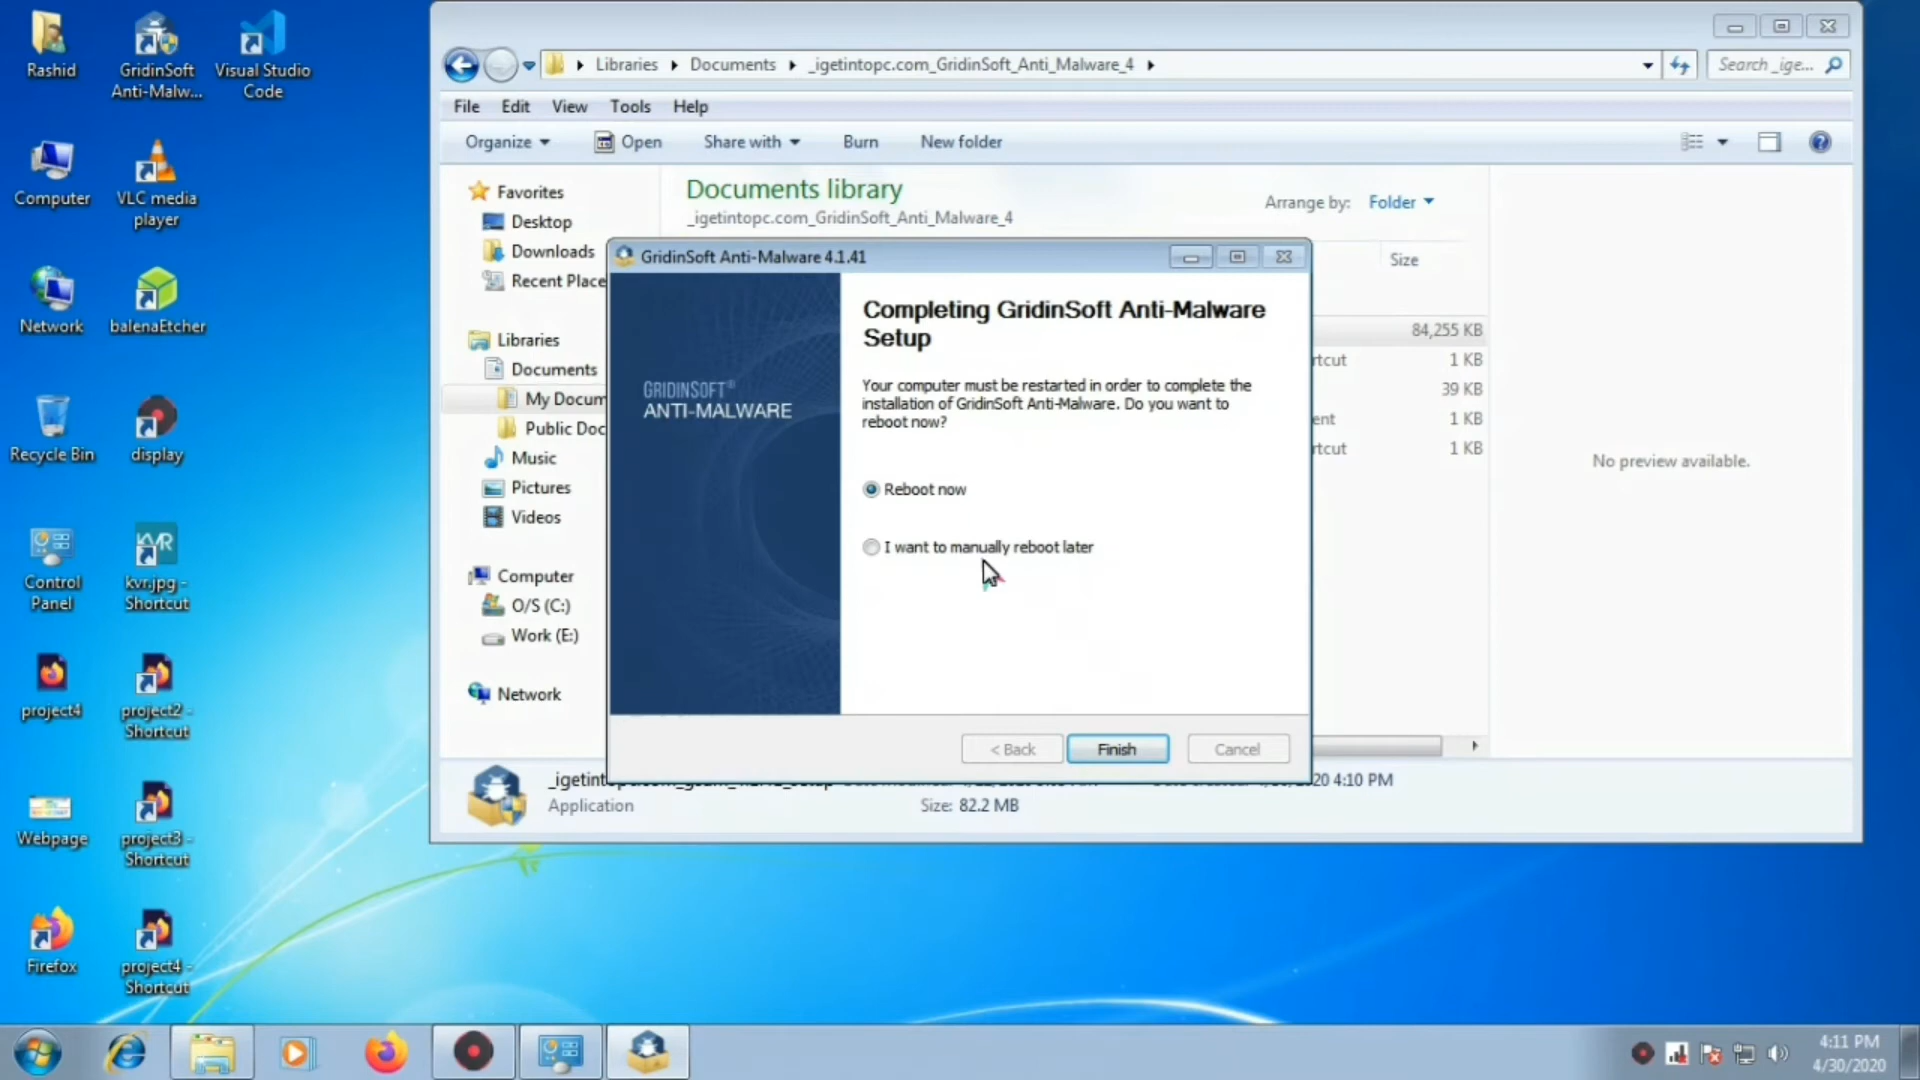 Rashid
GridinSoft
Anti-Malw...
Visual Studio
Code
Computer
VLC media
player
Network
balenaEtcher
Recycle Bin
display
Control
Panel
kvr.jpg -
Shortcut
project4
project2 -
Shortcut
Webpage
project3 -
Shortcut
Firefox
project4 -
Shortcut
Libraries
Documents
_igetintopc.com_GridinSoft_Anti_Malware_4
Search _ige...
File
Edit
View
Tools
Help
Organize
Open
Share with
Burn
New folder
Favorites
Desktop
Downloads
Recent Place
Libraries
Documents
My Docum
Public Doc
Music
Pictures
Videos
Computer
O/S (C:)
Work (E:)
Network
Documents library
_igetintopc.com_GridinSoft_Anti_Malware_4
Arrange by:
Folder
Size
84,255 KB
rtcut
1 KB
39 KB
ent
1 KB
rtcut
1 KB
No preview available.
GridinSoft Anti-Malware 4.1.41
GRIDINSOFT®
ANTI-MALWARE
Completing GridinSoft Anti-Malware
Setup
Your computer must be restarted in order to complete the
installation of GridinSoft Anti-Malware. Do you want to
reboot now?
Reboot now
I want to manually reboot later
< Back
Finish
Cancel
_igetint
20 4:10 PM
Application
Size: 82.2 MB
4:11 PM
4/30/2020